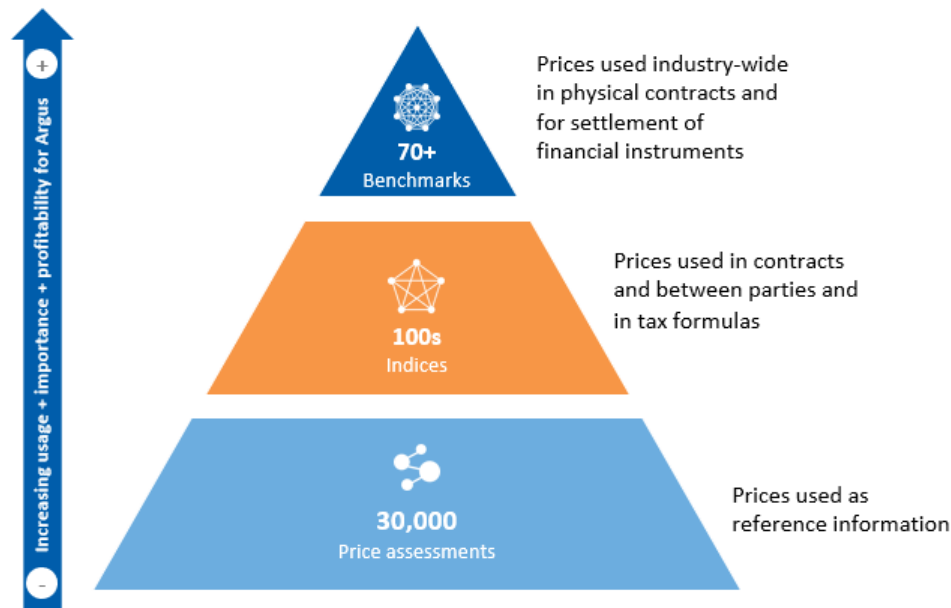 +
Increasing usage + importance + profitability for Argus
-
70+
Benchmarks
Prices used industry-wide
in physical contracts and
for settlement of
financial instruments
100s
Indices
Prices used in contracts
and between parties and
in tax formulas
30,000
Price assessments
Prices used as
reference information